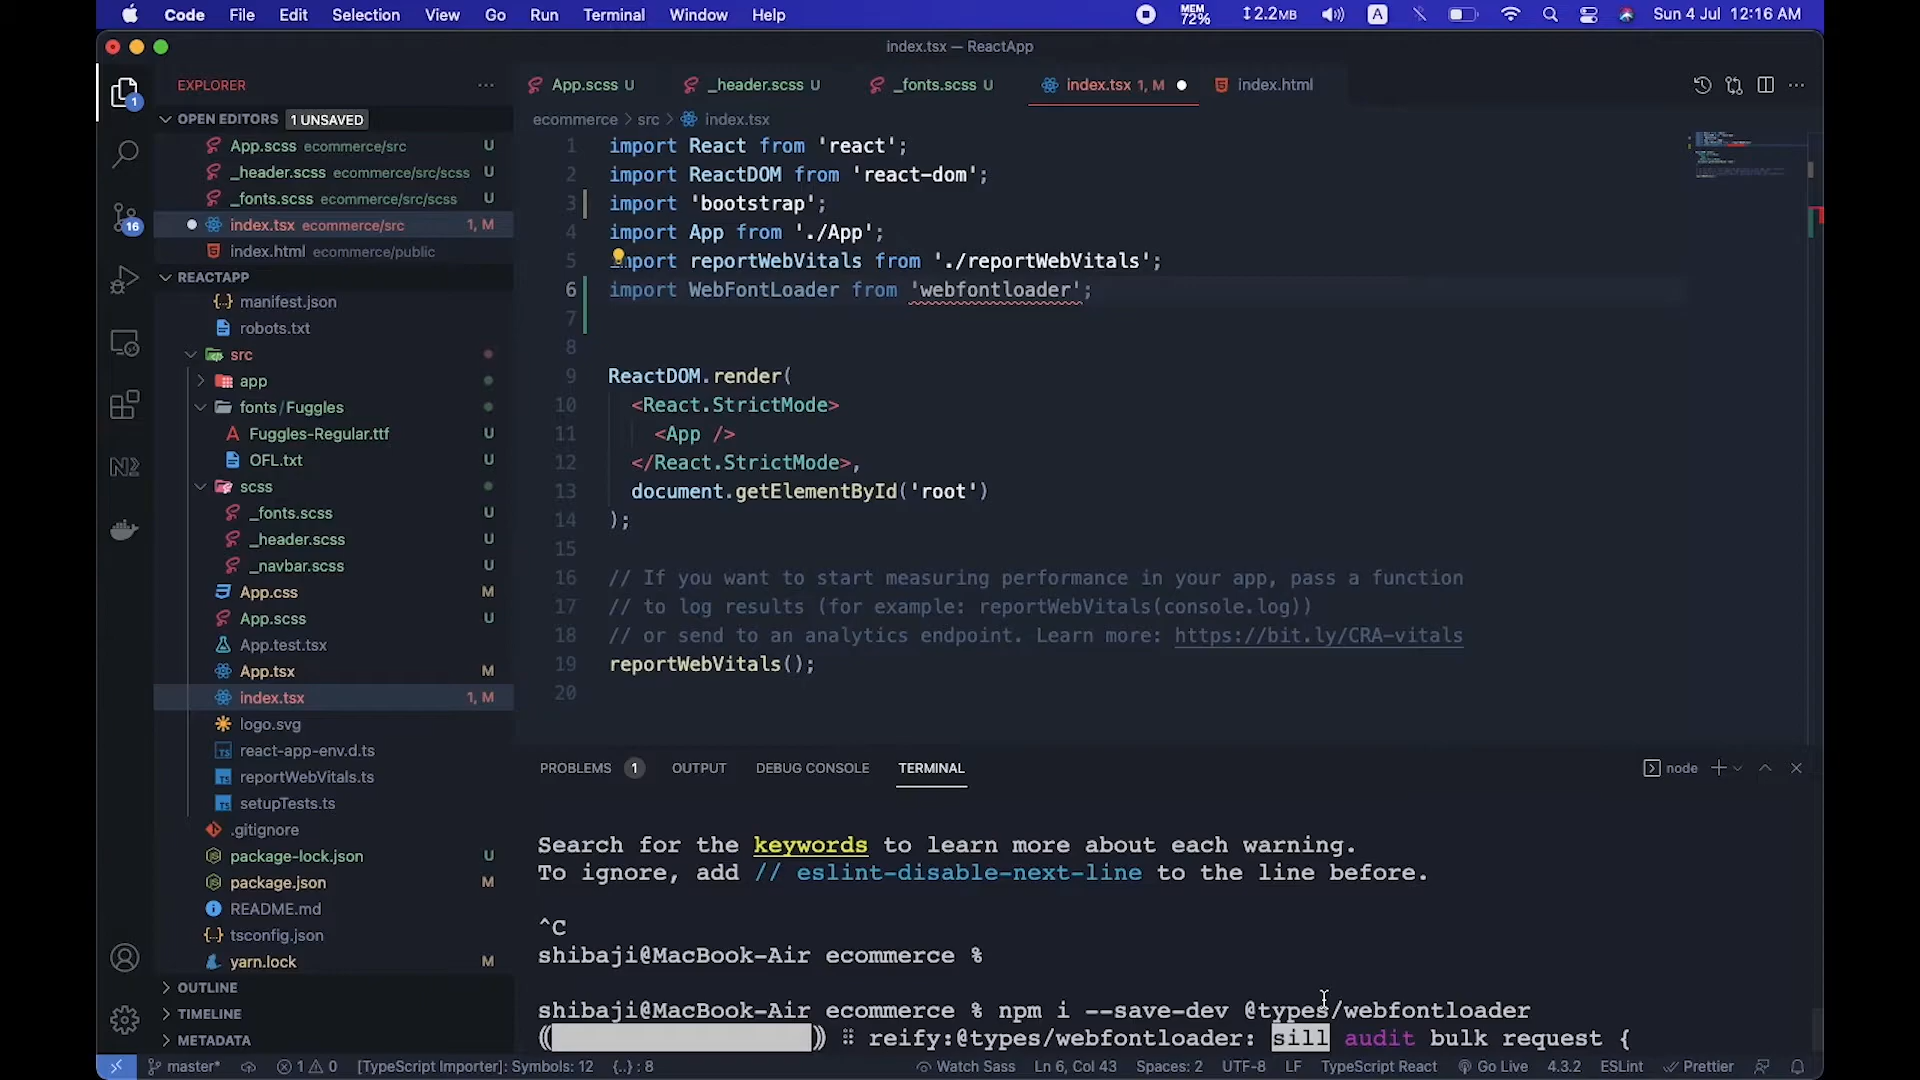 Code File Edit Selection View Go Run Terminal Window Help MEM 72% 2.2MB A Sun 4 Jul 12:16 AM
index.tsx — ReactApp
EXPLORER
OPEN EDITORS 1 UNSAVED
App.scss ecommerce/src U
_header.scss ecommerce/src/scss U
_fonts.scss ecommerce/src/scss U
index.tsx ecommerce/src 1, M
index.html ecommerce/public
REACTAPP
manifest.json
robots.txt
src
app
fonts/Fuggles
Fuggles-Regular.ttf U
OFL.txt U
scss
_fonts.scss U
_header.scss U
_navbar.scss U
App.css M
App.scss U
App.test.tsx
App.tsx M
index.tsx 1, M
logo.svg
react-app-env.d.ts
reportWebVitals.ts
setupTests.ts
.gitignore
package-lock.json U
package.json M
README.md
tsconfig.json
yarn.lock M
OUTLINE
TIMELINE
METADATA
App.scss U _header.scss U _fonts.scss U index.tsx 1, M index.html
ecommerce > src > index.tsx
1 import React from 'react';
2 import ReactDOM from 'react-dom';
3 import 'bootstrap';
4 import App from './App';
5 import reportWebVitals from './reportWebVitals';
6 import WebFontLoader from 'webfontloader';
7
8
9 ReactDOM.render(
10 <React.StrictMode>
11 <App />
12 </React.StrictMode>,
13 document.getElementById('root')
14 );
15
16 // If you want to start measuring performance in your app, pass a function
17 // to log results (for example: reportWebVitals(console.log))
18 // or send to an analytics endpoint. Learn more: https://bit.ly/CRA-vitals
19 reportWebVitals();
20
PROBLEMS 1 OUTPUT DEBUG CONSOLE TERMINAL node
Search for the keywords to learn more about each warning.
To ignore, add // eslint-disable-next-line to the line before.
^C
shibaji@MacBook-Air ecommerce %
shibaji@MacBook-Air ecommerce % npm i --save-dev @types/webfontloader
(( )) ⠿ reify:@types/webfontloader: sill audit bulk request {
master* 1 0 [TypeScript Importer]: Symbols: 12 {..} : 8 Watch Sass Ln 6, Col 43 Spaces: 2 UTF-8 LF TypeScript React Go Live 4.3.2 ESLint Prettier